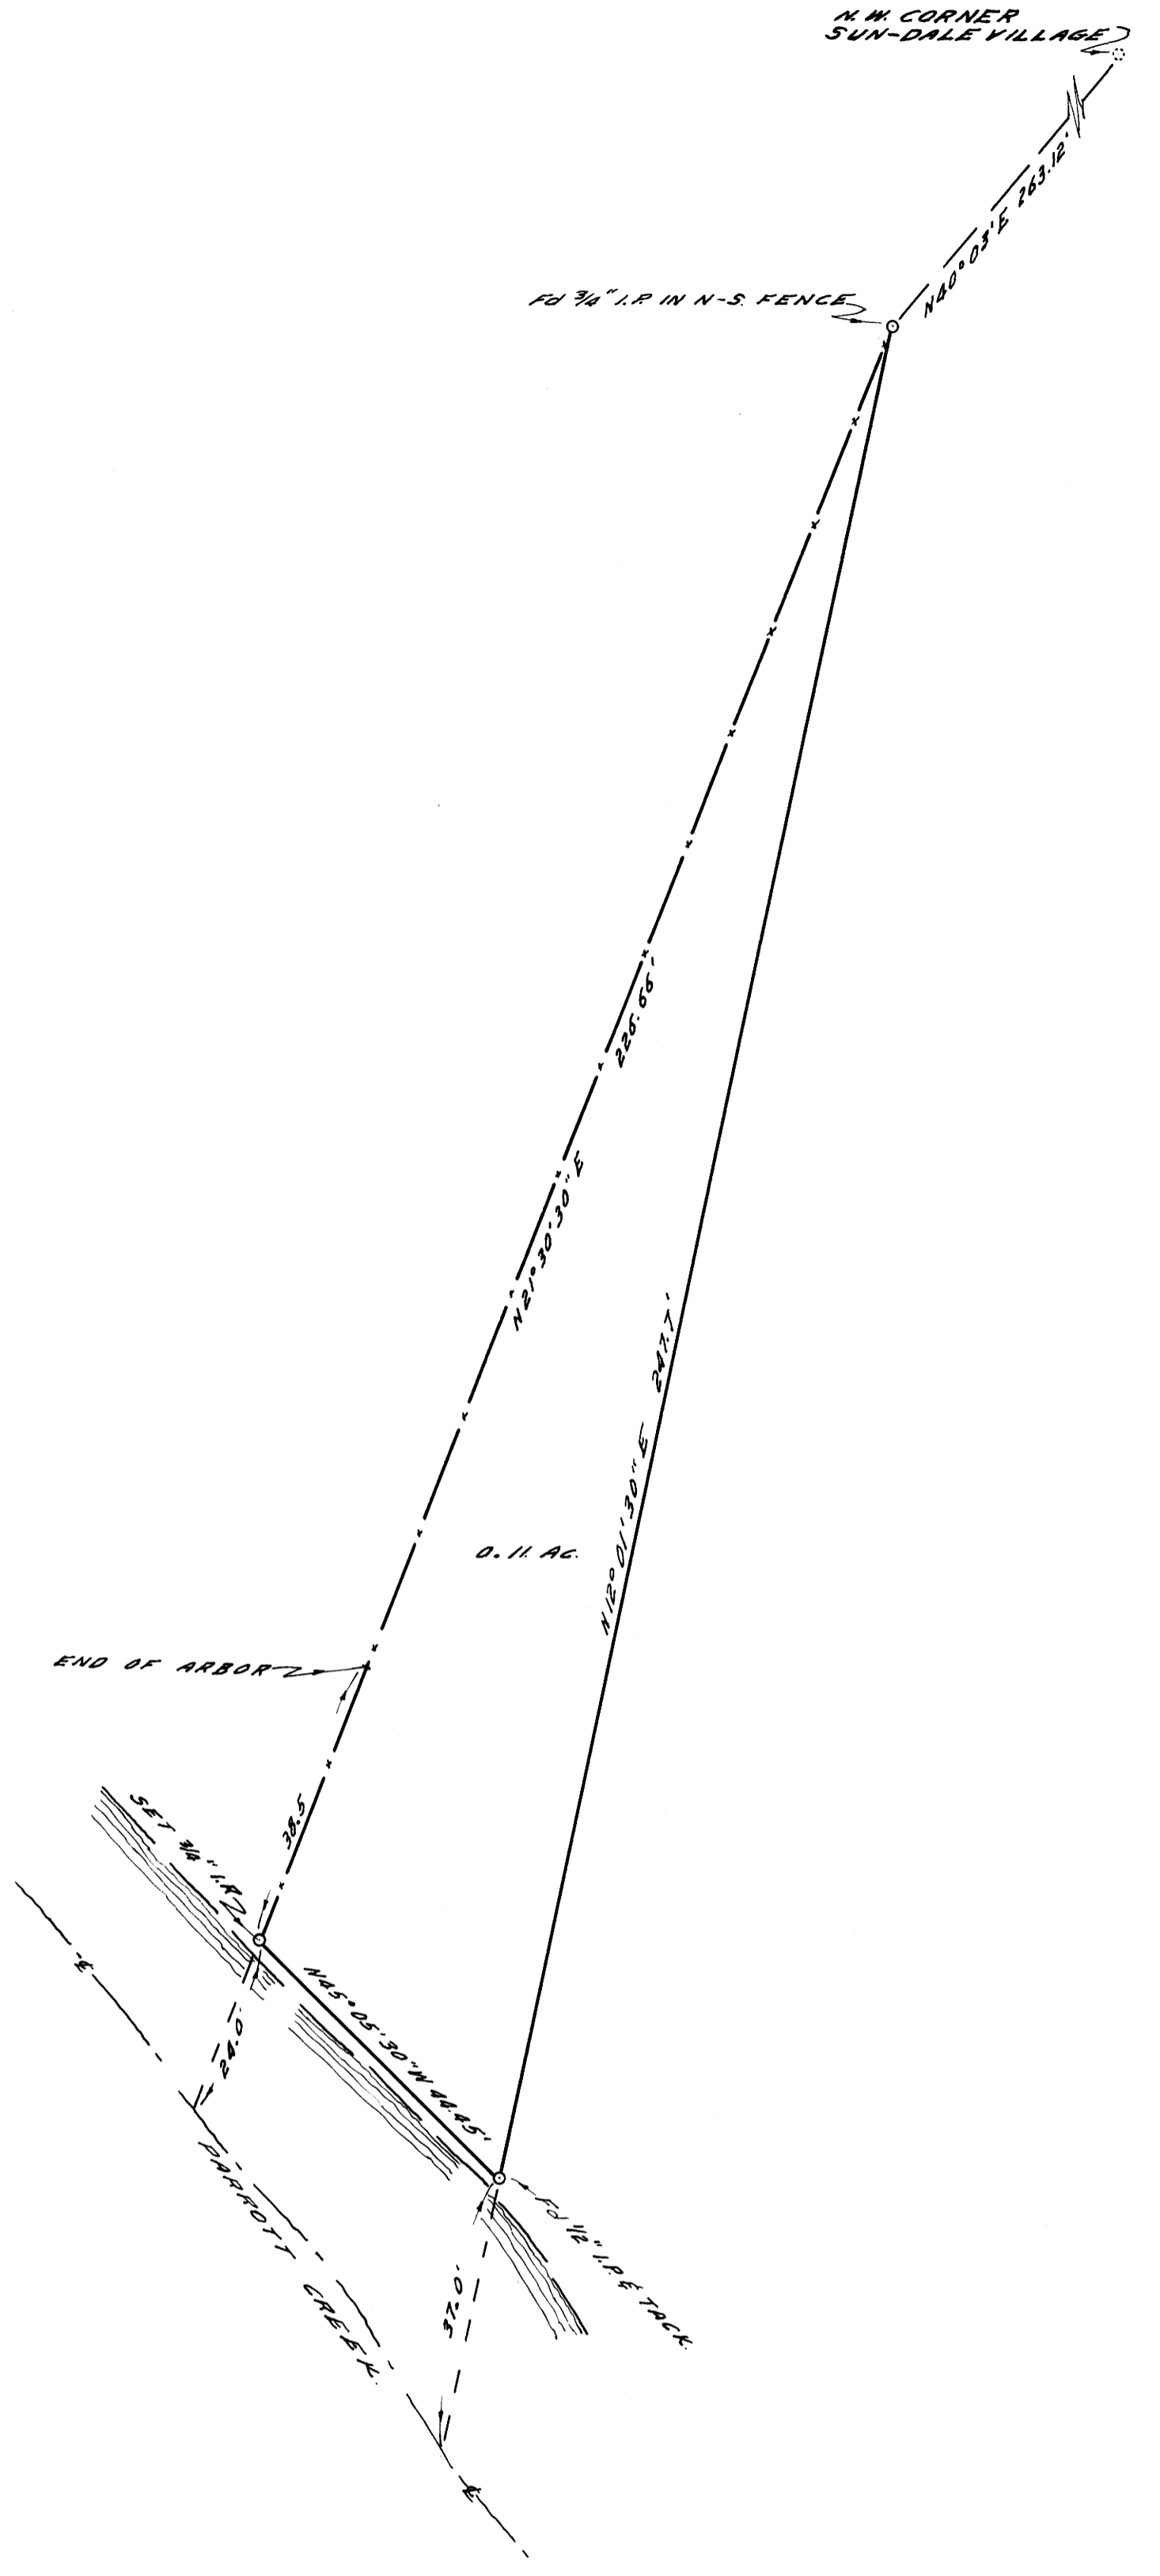 N. W. CORNER
SUN-DALE VILLAGE
N40°03'E 263.12'
Fd 3/4" I.P. IN N-S. FENCE
226.66'
N21°30'30"E
247.7'
N12°01'30"E
0.11 AC.
END OF ARBOR
38.5
SET 3/4" I.P.
℄
24.0'
N45°05'30"W 44.45'
PARROTT CREEK
Fd 1/2" I.P. & TACK
37.0'
℄